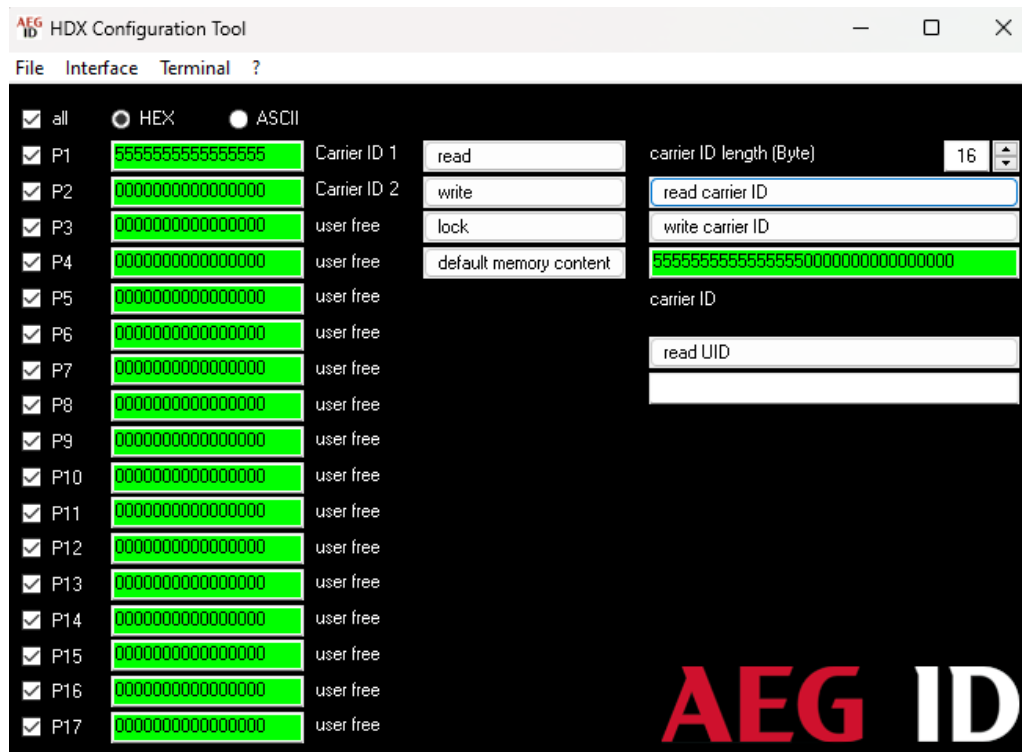 AEG ID HDX Configuration Tool
File Interface Terminal ?
all HEX ASCII
P1 5555555555555555 Carrier ID 1 read carrier ID length (Byte) 16
P2 0000000000000000 Carrier ID 2 write read carrier ID
P3 0000000000000000 user free lock write carrier ID
P4 0000000000000000 user free default memory content 55555555555555550000000000000000
P5 0000000000000000 user free carrier ID
P6 0000000000000000 user free read UID
P7 0000000000000000 user free
P8 0000000000000000 user free
P9 0000000000000000 user free
P10 0000000000000000 user free
P11 0000000000000000 user free
P12 0000000000000000 user free
P13 0000000000000000 user free
P14 0000000000000000 user free
P15 0000000000000000 user free
P16 0000000000000000 user free
P17 0000000000000000 user free
AEG ID